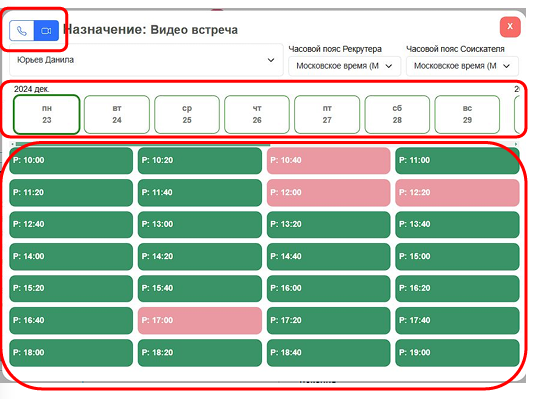 Назначение: Видео встреча
X
Часовой пояс Рекрутера Часовой пояс Соискателя
Юрьев Данила Московское время (М Московское время (М
2024 дек. 2
пн вт ср чт пт сб вс
23 24 25 26 27 28 29
Р: 10:00 Р: 10:20 Р: 10:40 Р: 11:00
Р: 11:20 Р: 11:40 Р: 12:00 Р: 12:20
Р: 12:40 Р: 13:00 Р: 13:20 Р: 13:40
Р: 14:00 Р: 14:20 Р: 14:40 Р: 15:00
Р: 15:20 Р: 15:40 Р: 16:00 Р: 16:20
Р: 16:40 Р: 17:00 Р: 17:20 Р: 17:40
Р: 18:00 Р: 18:20 Р: 18:40 Р: 19:00